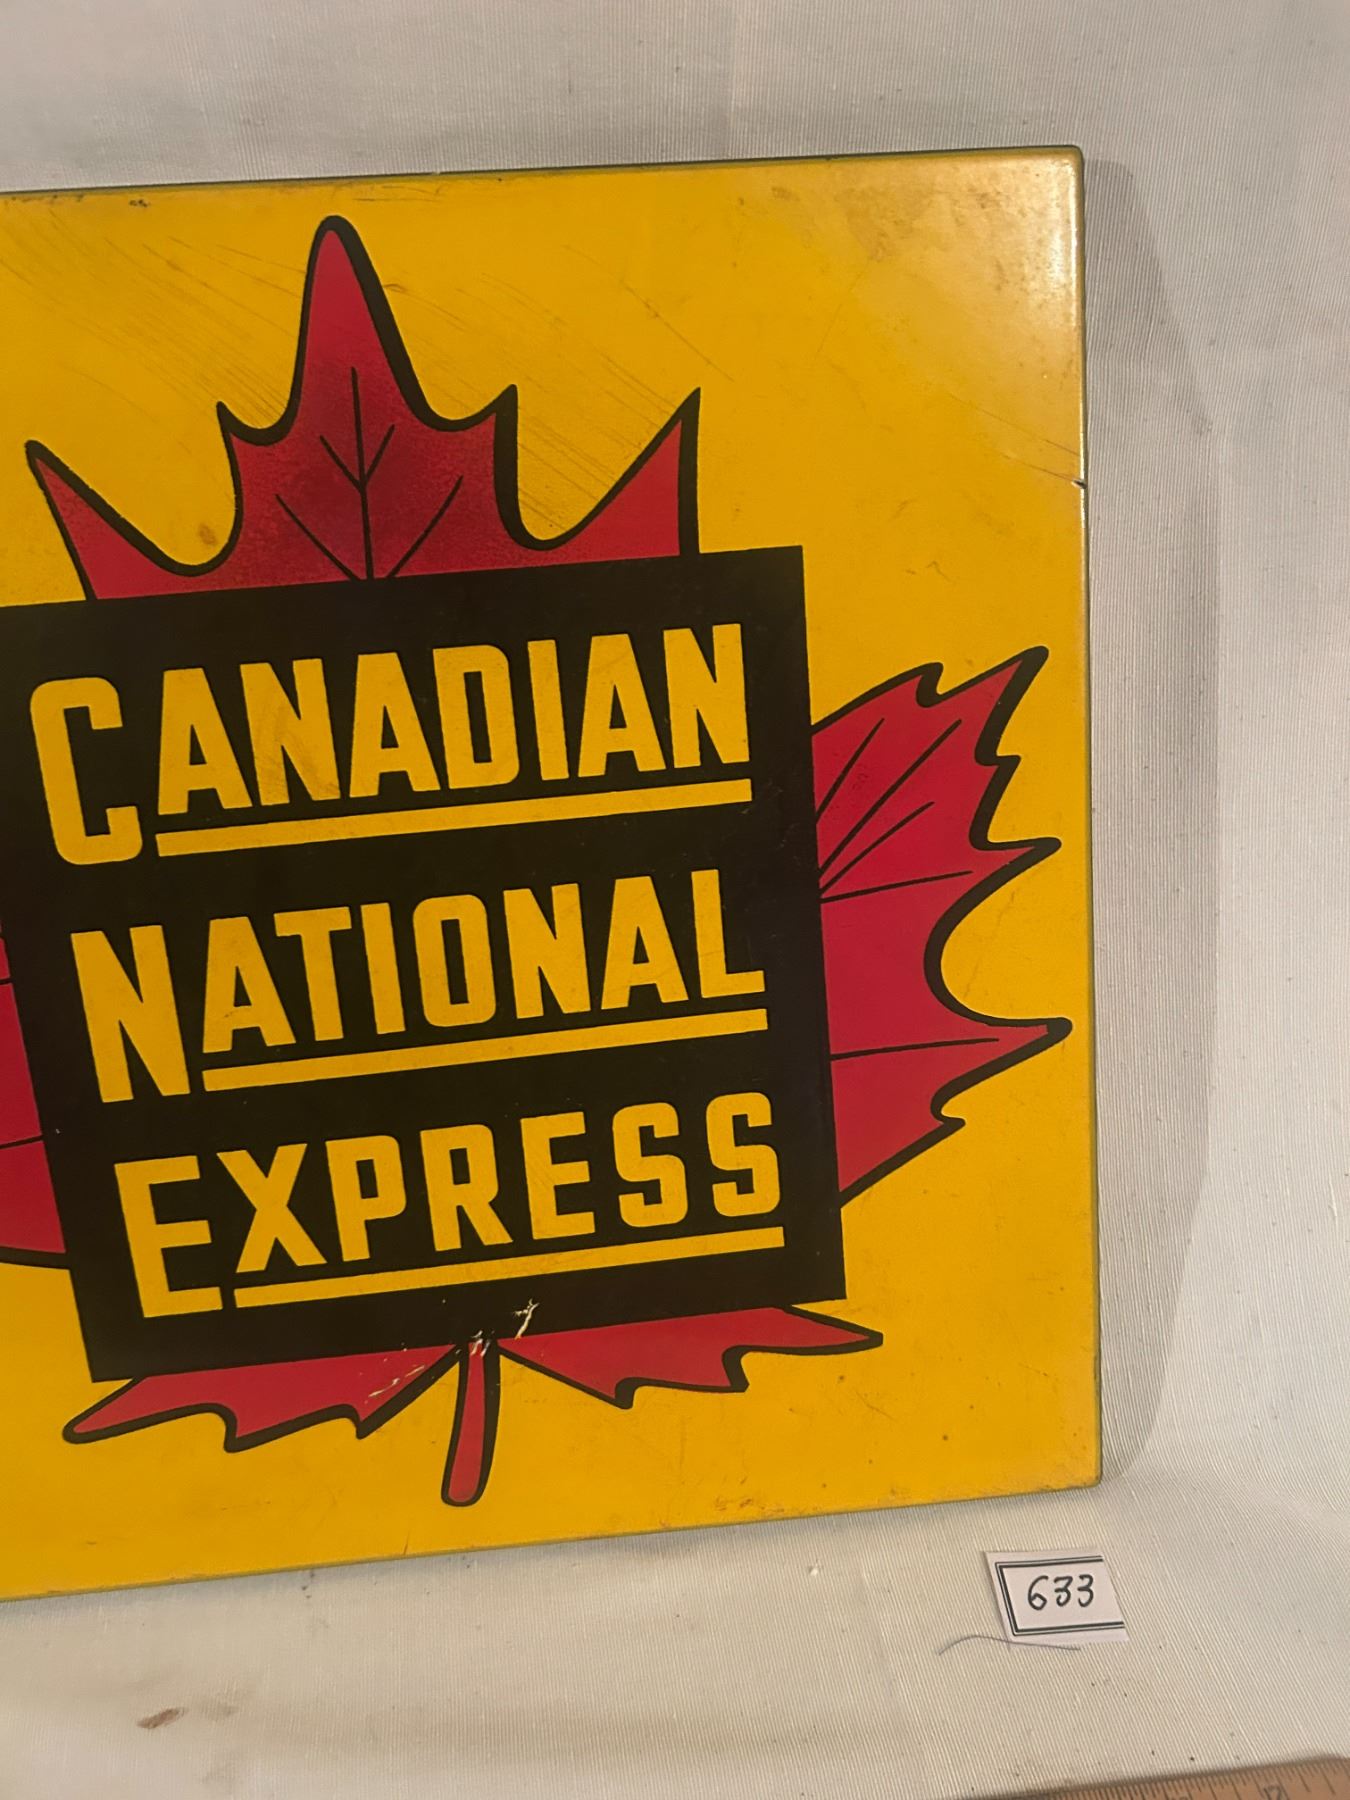 CANADIAN
NATIONAL
EXPRESS
633